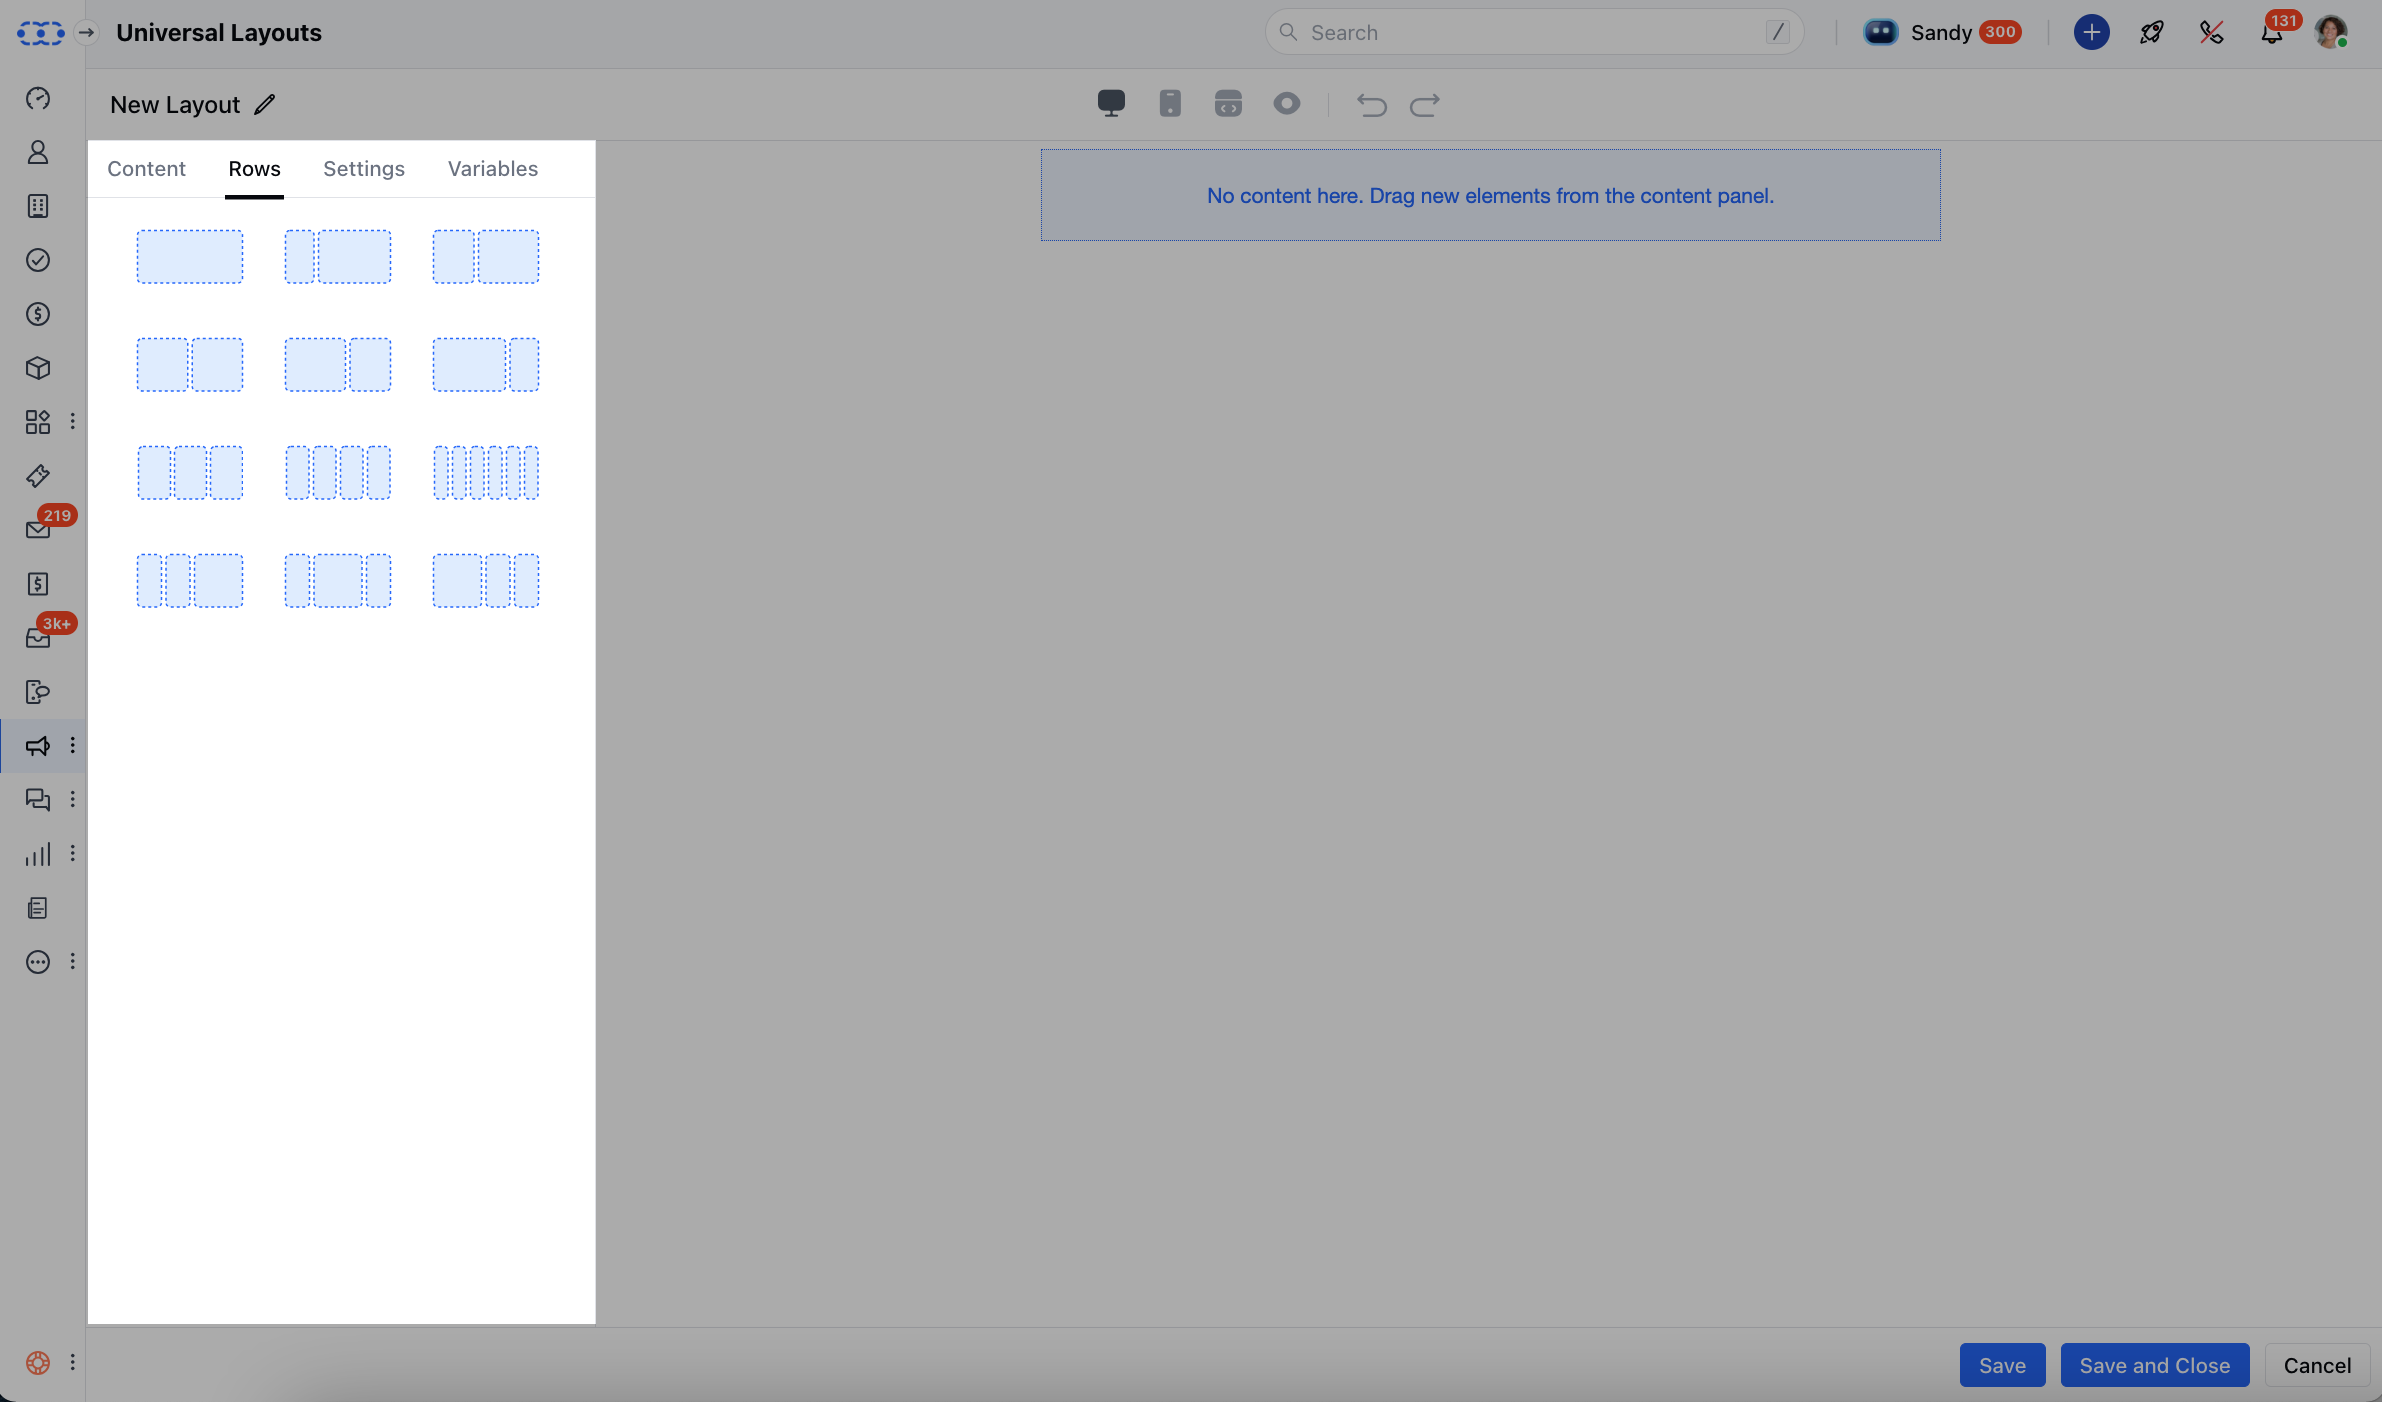 Universal Layouts
Search
/
Sandy 300
131
New Layout
Content
Rows
Settings
Variables
No content here. Drag new elements from the content panel.
219
3k+
Save
Save and Close
Cancel